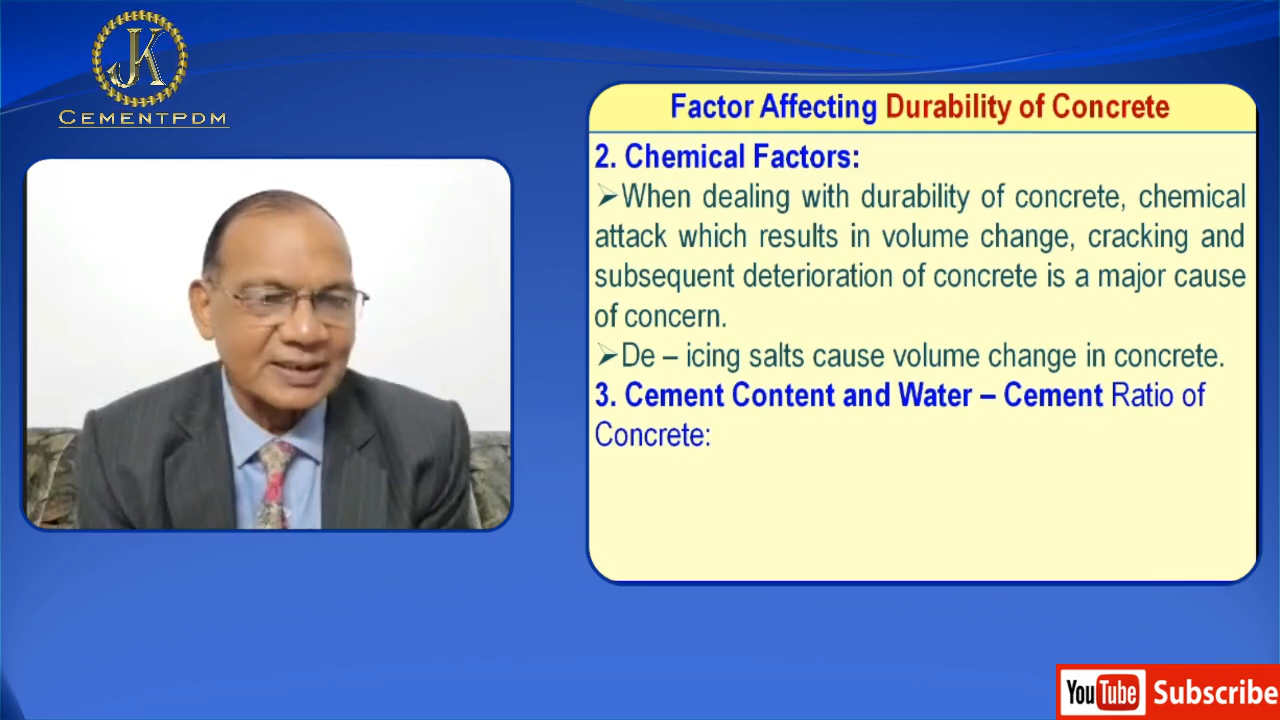 JK
CEMENTPDM
Factor Affecting Durability of Concrete
2. Chemical Factors:
➢When dealing with durability of concrete, chemical
attack which results in volume change, cracking and
subsequent deterioration of concrete is a major cause
of concern.
➢De – icing salts cause volume change in concrete.
3. Cement Content and Water – Cement Ratio of
Concrete:
YouTube Subscribe